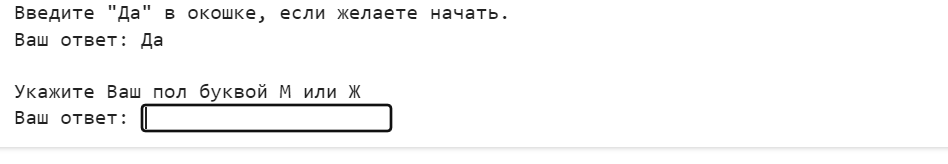 Введите "Да" в окошке, если желаете начать.
Ваш ответ: Да
Укажите Ваш пол буквой М или Ж
Ваш ответ: